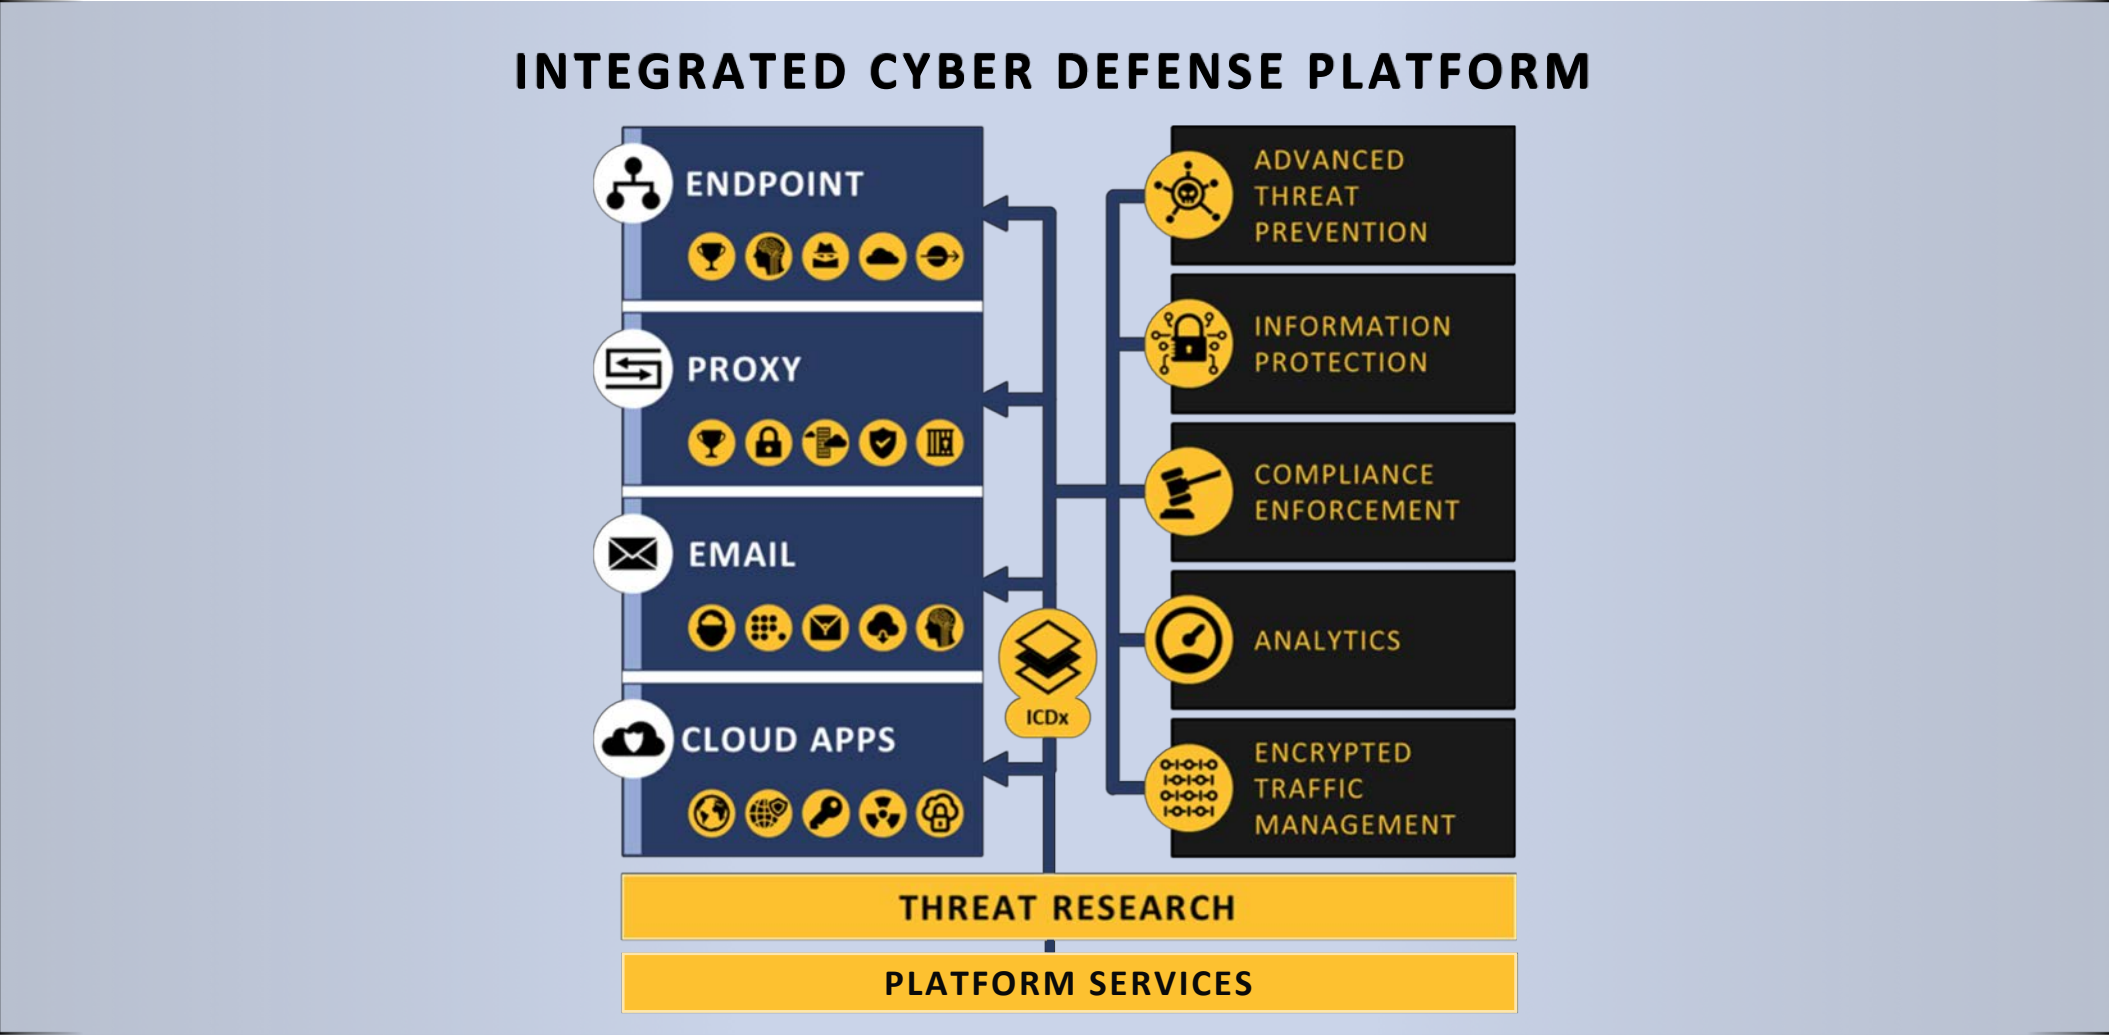 INTEGRATED CYBER DEFENSE PLATFORM
ENDPOINT
PROXY
EMAIL
CLOUD APPS
ICDx
ADVANCED
THREAT
PREVENTION
INFORMATION
PROTECTION
COMPLIANCE
ENFORCEMENT
ANALYTICS
ENCRYPTED
TRAFFIC
MANAGEMENT
THREAT RESEARCH
PLATFORM SERVICES